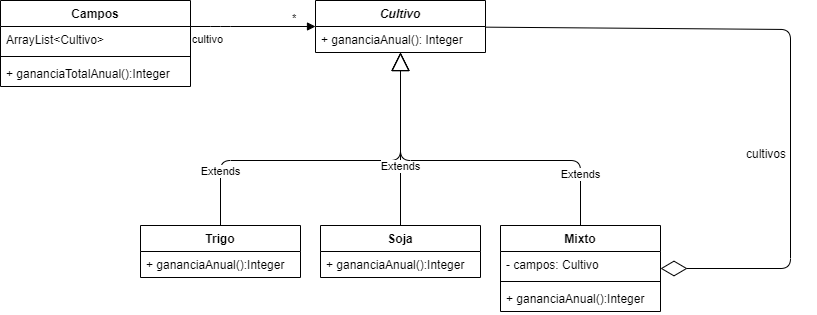 Campos
ArrayList<Cultivo>
+ gananciaTotalAnual():Integer
*
cultivo
Cultivo
+ gananciaAnual(): Integer
cultivos
Extends
Extends
Extends
Trigo
+ gananciaAnual():Integer
Soja
+ gananciaAnual():Integer
Mixto
- campos: Cultivo
+ gananciaAnual():Integer